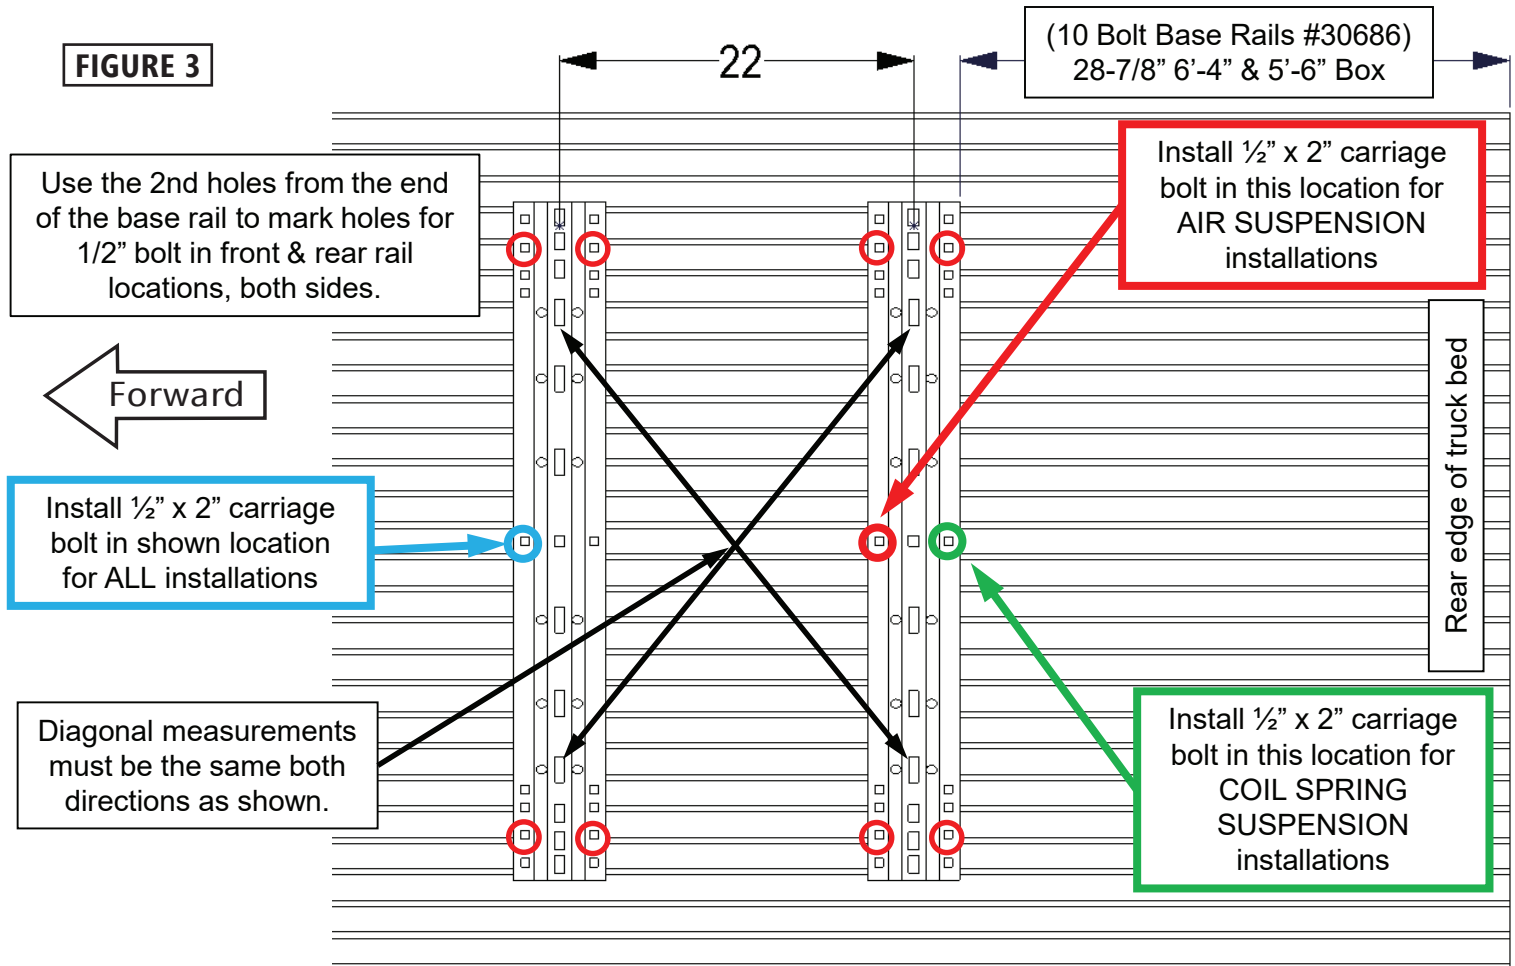 FIGURE 3
22
(10 Bolt Base Rails #30686)
28-7/8” 6’-4” & 5’-6” Box
Use the 2nd holes from the end
of the base rail to mark holes for
1/2” bolt in front & rear rail
locations, both sides.
Install ½” x 2” carriage
bolt in this location for
AIR SUSPENSION
installations
Forward
Rear edge of truck bed
Install ½” x 2” carriage
bolt in shown location
for ALL installations
Diagonal measurements
must be the same both
directions as shown.
Install ½” x 2” carriage
bolt in this location for
COIL SPRING
SUSPENSION
installations